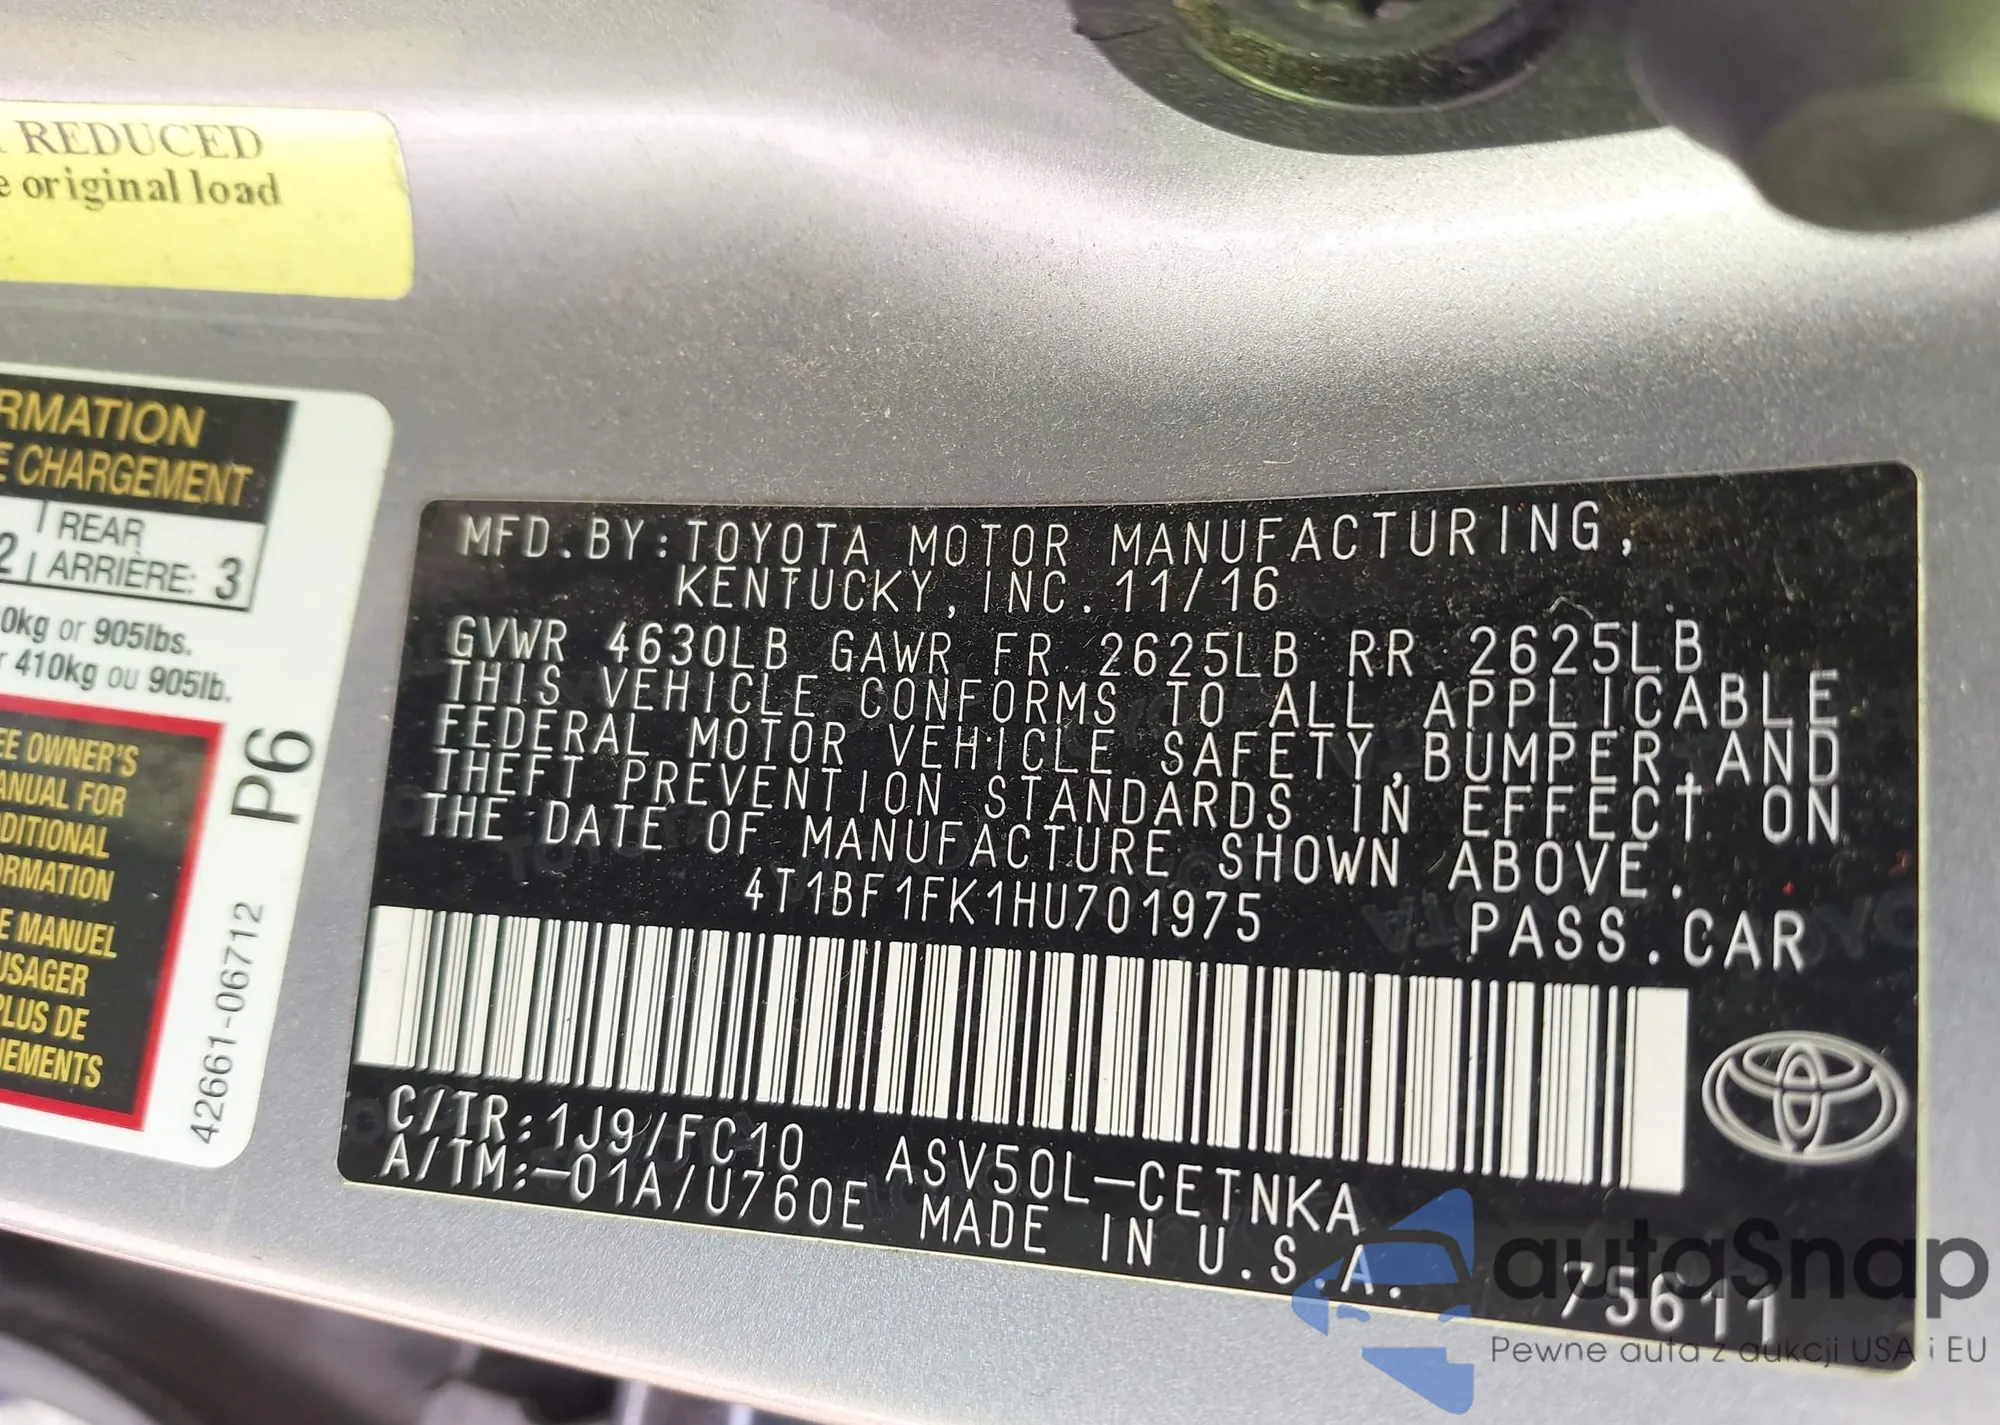 REDUCED
original load
RMATION
E CHARGEMENT
2 | REAR
ARRIÈRE: 3
0kg or 905lbs.
r 410kg ou 905lb.
EE OWNER'S
ANUAL FOR
DDITIONAL
ORMATION
E MANUEL
USAGER
PLUS DE
NEMENTS
P6
42661-06712
MFD.BY:TOYOTA MOTOR MANUFACTURING,
KENTUCKY,INC.11/16
GVWR 4630LB GAWR FR 2625LB RR 2625LB
THIS VEHICLE CONFORMS TO ALL APPLICABLE
FEDERAL MOTOR VEHICLE SAFETY,BUMPER,AND
THEFT PREVENTION STANDARDS IN EFFECT ON
THE DATE OF MANUFACTURE SHOWN ABOVE.
4T1BF1FK1HU701975 PASS.CAR
C/TR:1J9/FC10 ASV50L-CETNKA
A/TM:-01A/U760E MADE IN U.S.A. 75611
autoSnap
Pewne auta z aukcji USA i EU